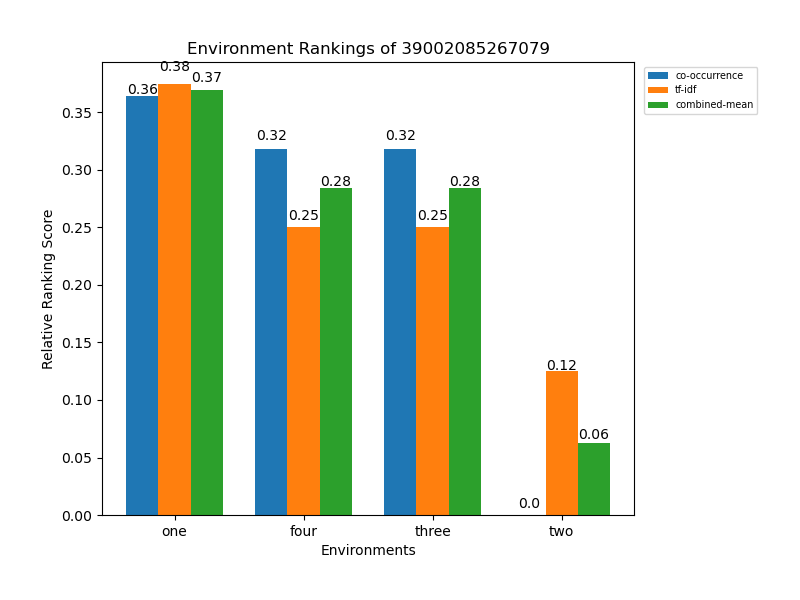 Environment Rankings of 39002085267079
co-occurrence
tf-idf
combined-mean
0.36
0.38
0.37
0.32
0.25
0.28
0.32
0.25
0.28
0.0
0.12
0.06
Relative Ranking Score
0.35
0.30
0.25
0.20
0.15
0.10
0.05
0.00
one four three two
Environments